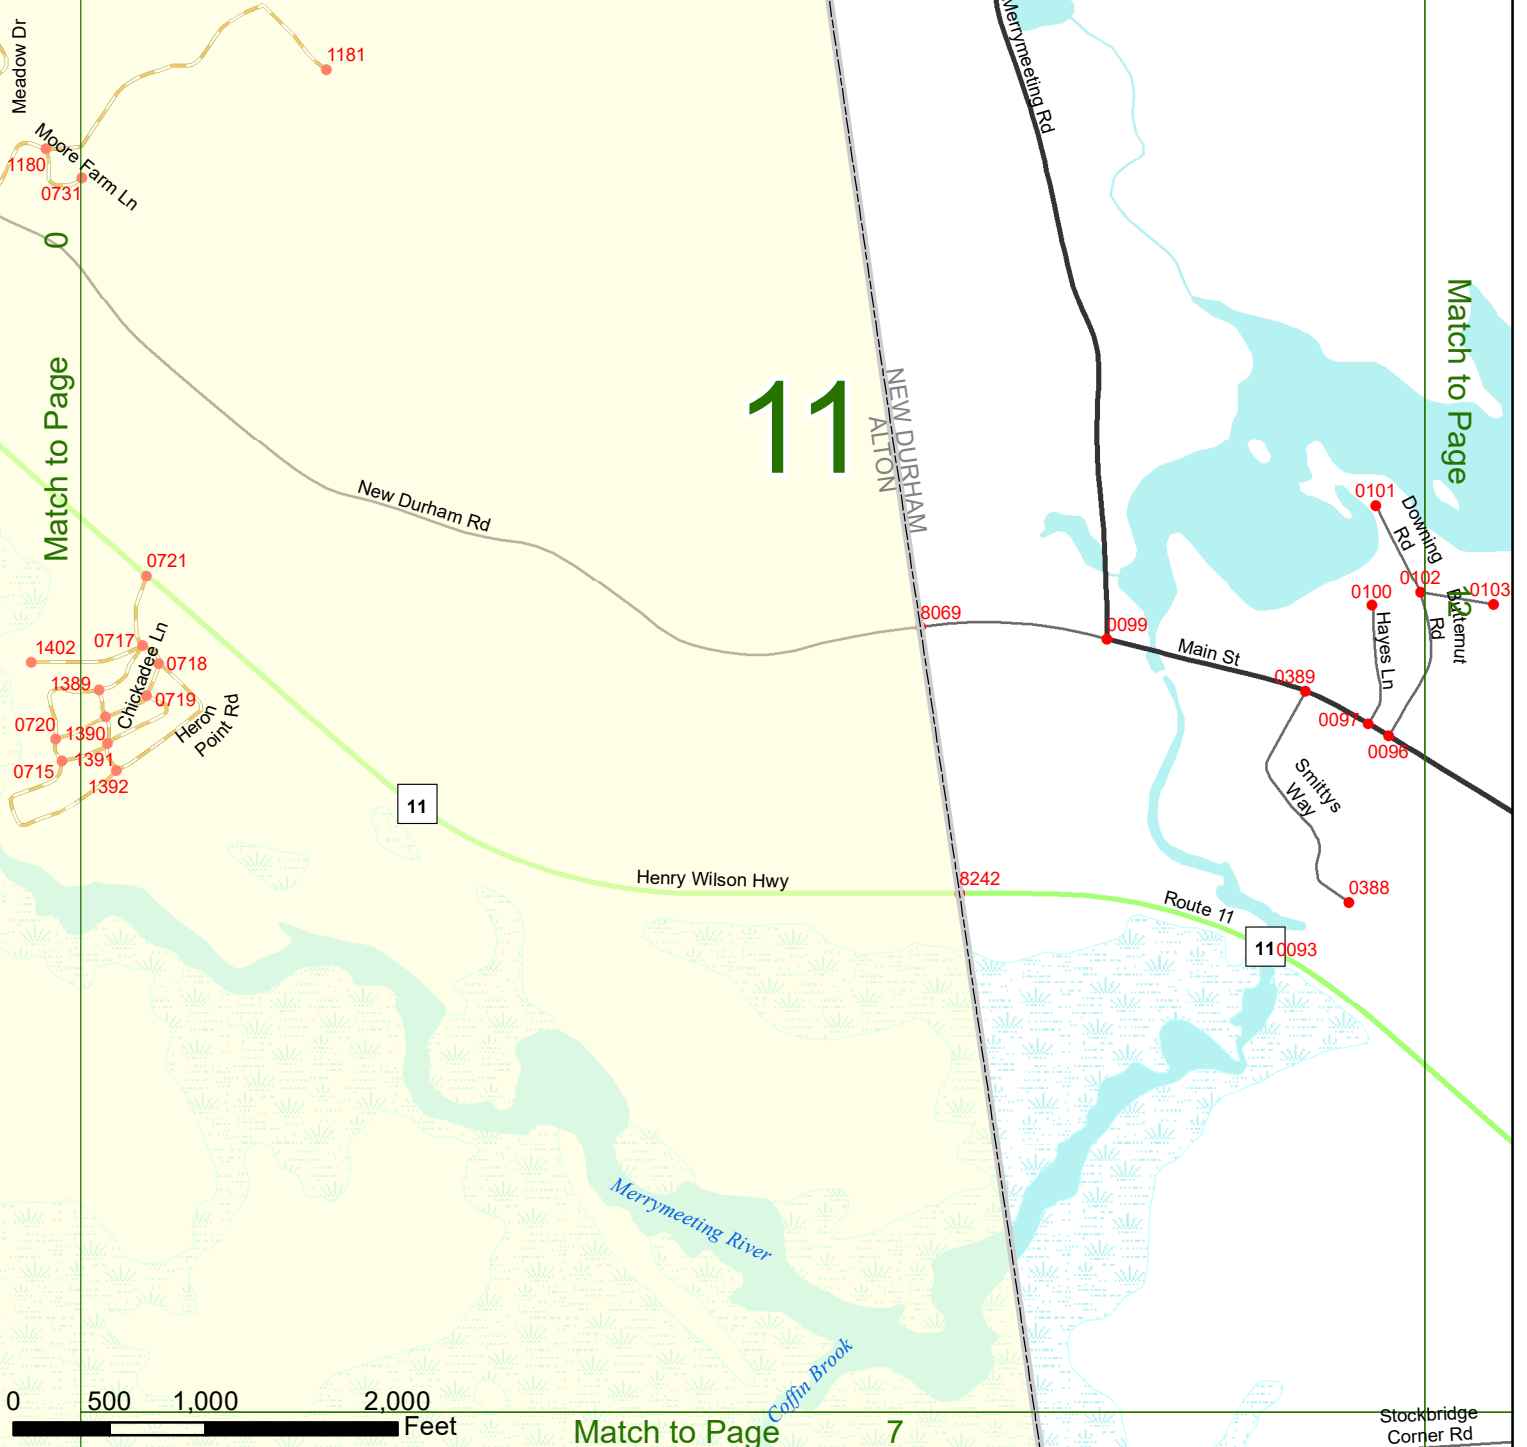 Meadow Dr
1181
Merrymeeting Rd
Moore Farm Ln
1180
0731
Match to Page
0
11
NEW DURHAM
ALTON
Match to Page
12
New Durham Rd
0101
Downing
Rd
0721
0102
0103
0100
Butternut
Rd
Hayes Ln
8069
0099
Main St
0717
Chickadee Ln
1402
0718
1389
0719
0389
0720
1390
Heron
Point Rd
0097
0096
0715
1391
1392
Smittys
Way
11
Henry Wilson Hwy
8242
0388
Route 11
11
0093
Merrymeeting River
Coffin Brook
0
500
1,000
2,000
Feet
Match to Page
7
Stockbridge
Corner Rd